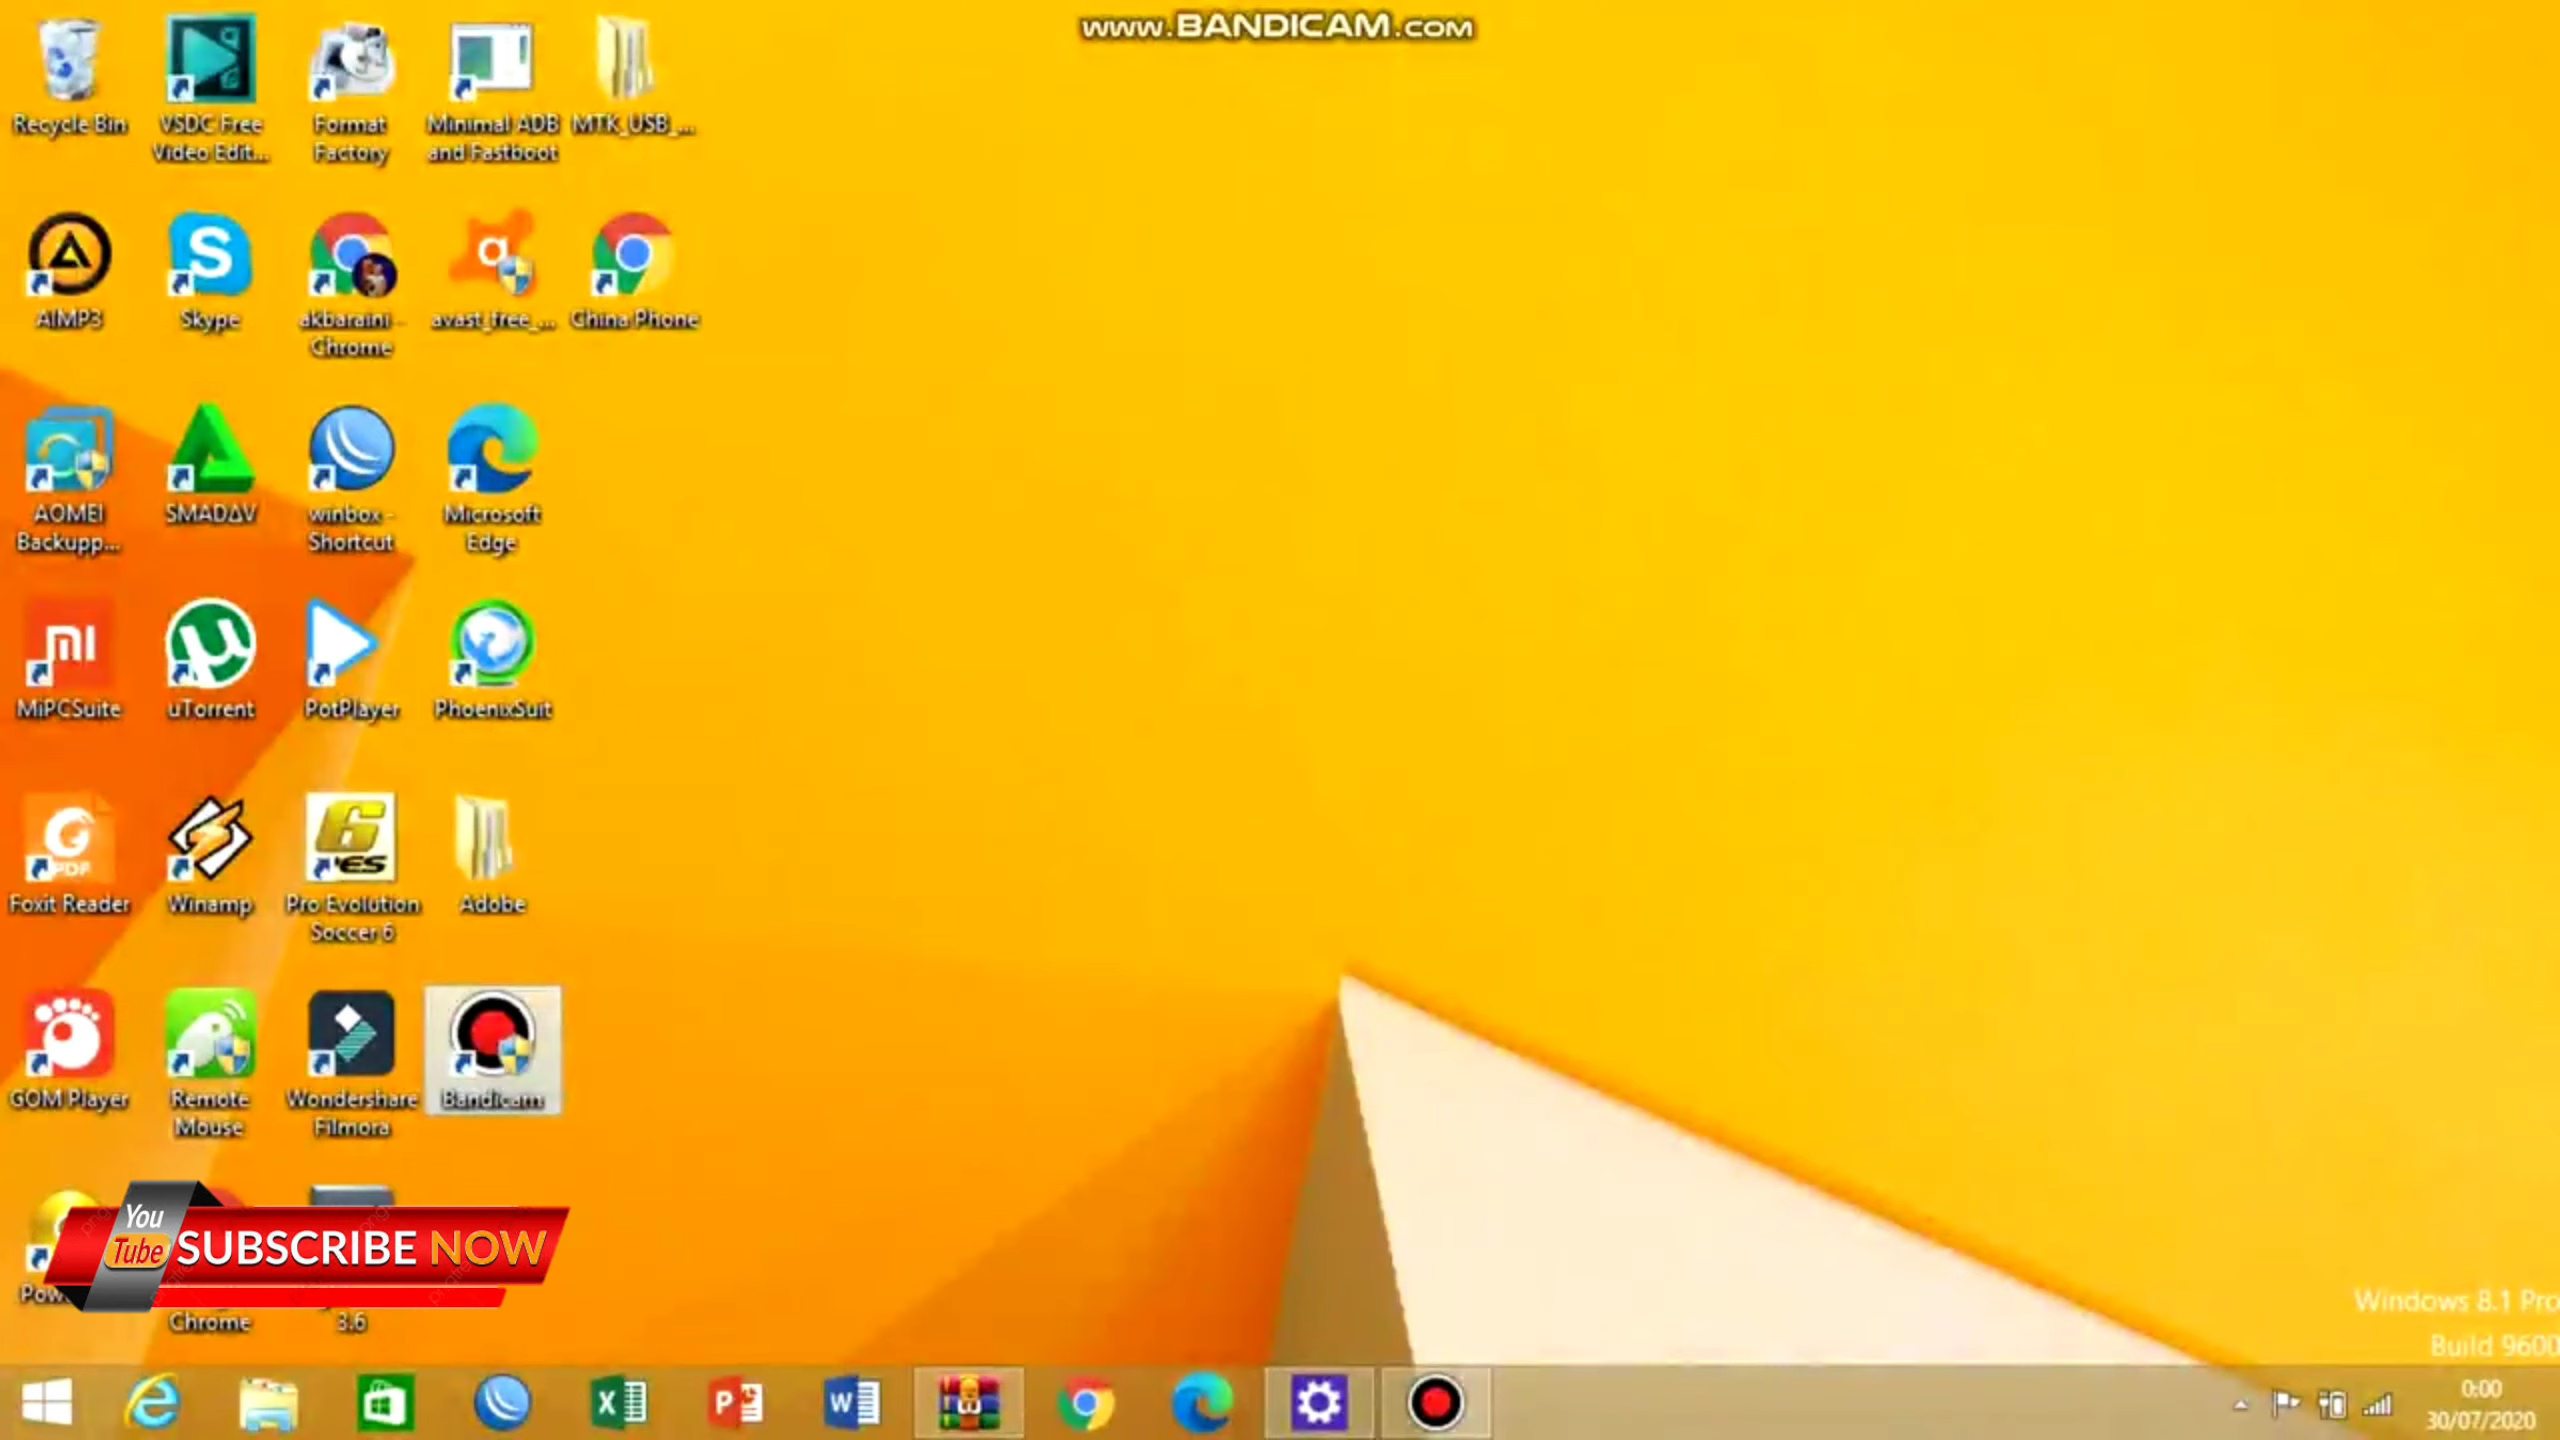 www.BANDICAM.com
Recycle Bin
VSDC Free
Video Edit...
Format
Factory
Minimal ADB
and Fastboot
MTK_USB_...
AIMP3
Skype
akbaraini -
Chrome
avast_free_...
China Phone
AOMEI
Backupp...
SMADΔV
winbox -
Shortcut
Microsoft
Edge
MiPCSuite
uTorrent
PotPlayer
PhoenixSuit
Foxit Reader
Winamp
Pro Evolution
Soccer 6
Adobe
GOM Player
Remote
Mouse
Wondershare
Filmora
Bandicam
You
Tube
SUBSCRIBE NOW
Chrome
3.6
Windows 8.1 Pro
Build 9600
0:00
30/07/2020